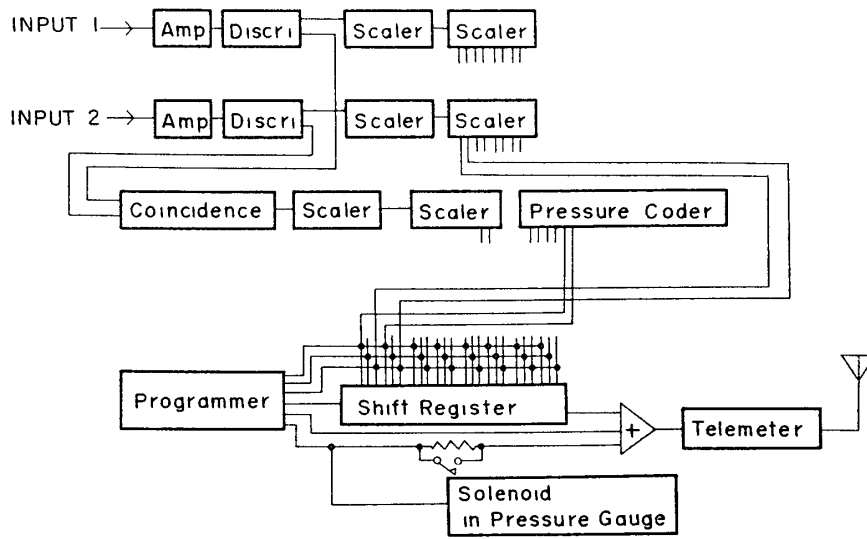 INPUT 1
Amp
Discri
Scaler
Scaler
INPUT 2
Amp
Discri
Scaler
Scaler
Coincidence
Scaler
Scaler
Pressure Coder
Programmer
Shift Register
+
Telemeter
Solenoid
in Pressure Gauge